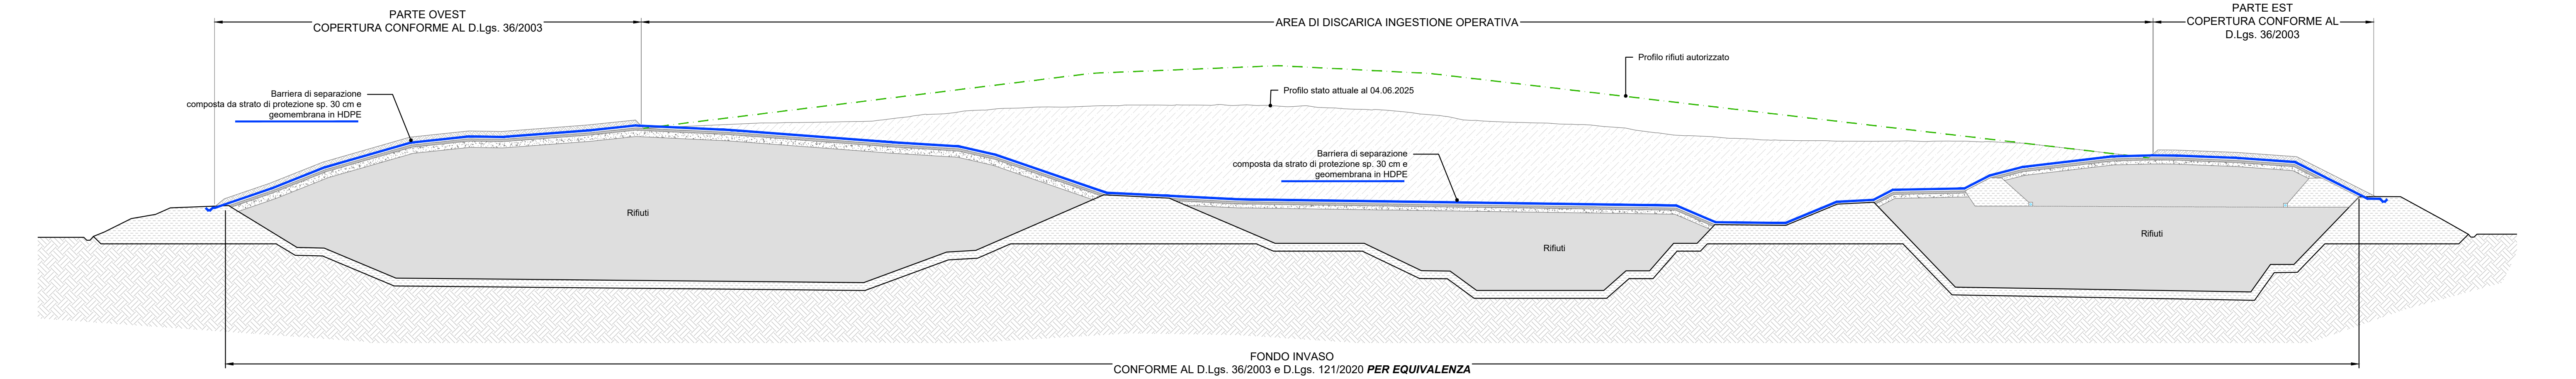 PARTE OVEST
COPERTURA CONFORME AL D.Lgs. 36/2003
AREA DI DISCARICA INGESTIONE OPERATIVA
PARTE EST
COPERTURA CONFORME AL
D.Lgs. 36/2003
Profilo rifiuti autorizzato
Profilo stato attuale al 04.06.2025
Barriera di separazione
composta da strato di protezione sp. 30 cm e
geomembrana in HDPE
Barriera di separazione
composta da strato di protezione sp. 30 cm e
geomembrana in HDPE
Rifiuti
Rifiuti
Rifiuti
FONDO INVASO
CONFORME AL D.Lgs. 36/2003 e D.Lgs. 121/2020 PER EQUIVALENZA